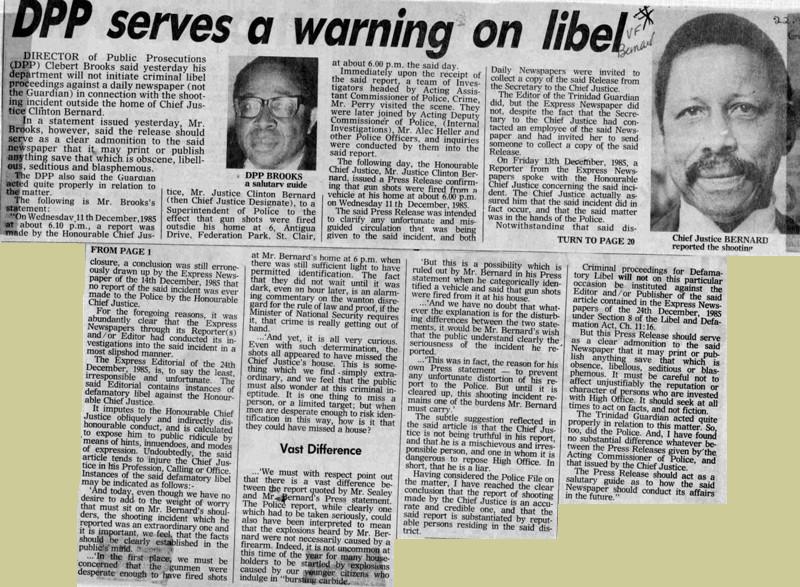 DPP serves a warning on libel
VFI
Bernard
DIRECTOR of Public Prosecutions
(DPP) Clebert Brooks said yesterday his
department will not initiate criminal libel
proceedings against a daily newspaper (not
the Guardian) in connection with the shoot-
ing incident outside the home of Chief Jus-
tice Clinton Bernard.
In a statement issued yesterday, Mr.
Brooks, however, said the release should
serve as a clear admonition to the said
newspaper that it may print or publish
anything save that which is obscene, libell-
ous, seditious and blasphemous.
The DPP also said the Guardian
acted quite properly in relation to
the matter.
The following is Mr. Brooks's
statement:
"On Wednesday 11th December, 1985
at about 6.10 p.m., a report was
made by the Honourable Chief Jus-
DPP BROOKS
a salutary guide
tice, Mr. Justice Clinton Bernard
(then Chief Justice Designate), to a
Superintendent of Police to the
effect that gun shots were fired
outsdie his home at 6, Antigua
Drive, Federation Park, St. Clair,
at about 6.00 p.m. the said day.
Immediately upon the receipt of
the said report, a team of Inves-
tigators headed by Acting Assis-
tant Commissioner of Police, Crime,
Mr. Perry visited the scene. They
were later joined by Acting Deputy
Commissioner of Police, (Internal
Investigations), Mr. Alec Heller and
other Police Officers, and inquiries
were conducted by them into the
said report.
The following day, the Honourable
Chief Justice, Mr. Justice Clinton Ber-
nard, issued a Press Release confirm-
ing that gun shots were fired from a
vehicle at his home at about 6.00 p.m.
on Wednesday 11th December, 1985.
The said Press Release was intended
to clarify any unfortunate and mis-
guided circulation that was being
given to the said incident, and both
Daily Newspapers were invited to
collect a copy of the said Release from
the Secretary to the Chief Justice.
The Editor of the Trinidad Guardian
did, but the Express Newspaper did
not, despite the fact that the Secre-
tary to the Chief Justice had con-
tacted an employee of the said News-
paper and had invited her to send
someone to collect a copy of the said
Release.
On Friday 13th December, 1985, a
Reporter from the Express News-
papers spoke with the Honourable
Chief Justice concerning the said inci-
dent. The Chief Justice actually as-
sured him that the said incident did in
fact occur, and that the said matter
was in the hands of the Police.
Notwithstanding that said dis-
TURN TO PAGE 20
Chief Justice BERNARD
reported the shooting
FROM PAGE 1
closure, a conclusion was still errone-
ously drawn up by the Express News-
paper of the 14th December, 1985 that
no report of the said incident was ever
made to the Police by the Honourable
Chief Justice.
For the foregoing reasons, it was
abundantly clear that the Express
Newspaper through its Reporter(s)
and/or Editor had conducted its in-
vestigations into the said incident in a
most slipshod manner.
The Express Editorial of the 24th
December, 1985, is, to say the least,
irresponsible and unfortunate. The
said Editorial contains instances of
defamatory libel against the Honour-
able Chief Justice.
It imputes to the Honourable Chief
Justice obliquely and indirectly dis-
honourable conduct, and is calculated
to expose him to public ridicule by
means of hints, innuendoes, and modes
of expression. Undoubtedly, the said
article tends to injure the Chief Jus-
tice in his Profession, Calling or Office.
Instances of the said defamatory libel
may be indicated as follows:-
'And today, even though we have no
desire to add to the weight of worry
that must sit on Mr. Bernard's shoul-
ders, the shooting incident which he
reported was an extraordinary one and
it is important, we feel, that the facts
should be clearly established in the
public's mind.
...'In the first place, we must be
concerned that the gunmen were
desperate enough to have fired shots
at Mr. Bernard's home at 6 p.m. when
there was still sufficient light to have
permitted identification. The fact
that they did not wait until it was
dark, even an hour later, is an alarm-
ing commentary on the wanton disre-
gard for the rule of law and proof, if the
Minister of National Security requires
it, that crime is really getting out of
hand.
...'And yet, it is all very curious.
Even with such determination, the
shots all appeared to have missed the
Chief Justice's house. This is some-
thing which we find simply extra-
ordinary, and we feel that the public
must also wonder at this criminal in-
eptitude. It is one thing to miss a
person, or a limited target; but when
men are desperate enough to risk iden-
tification in this way, how is it that
they could have missed a house?
Vast Difference
...'We must with respect point out
that there is a vast difference be-
tween the report quoted by Mr. Sealey
and Mr. Bernard's Press statement.
The Police report, while clearly one
which had to be taken seriously, could
also have been interpreted to mean
that the explosions heard by Mr. Ber-
nard were not necessarily caused by a
firearm. Indeed, it is not uncommon at
this time of the year for many house-
holders to be startled by explosions
caused by our younger citizens who
indulge in "bursting carbide.
'But this is a possibility which is
ruled out by Mr. Bernard in his Press
statement when he categorically iden-
tified a vehicle and said that gun shots
were fired from it at his house.
...'And we have no doubt that what-
ever the explanation is for the disturb-
ing differences between the two state-
ments, it would be Mr. Bernard's wish
that the public understand clearly the
seriousness of the incident he re-
ported.
...'This was in fact, the reason for his
own Press statement — to prevent
any unfortunate distortion of his re-
port to the Police. But until it is
cleared up, this shooting incident re-
mains one of the burdens Mr. Bernard
must carry.'
The subtle suggestion reflected in
the said article is that the Chief Jus-
tice is not being truthful in his report,
and that he is a mischievous and irres-
ponsible person, and one in whom it is
dangerous to repose High Office. In
short, that he is a liar.
Having considered the Police File on
the matter, I have reached the clear
conclusion that the report of shooting
made by the Chief Justice is an accu-
rate and credible one, and that the
said report is substantiated by reput-
able persons residing in the said dis-
trict.
Criminal proceedings for Defama-
tory Libel will not on this particular
occasion be instituted against the
Editor and/or Publisher of the said
article contained in the Express News-
papers of the 24th December, 1985
under Section 8 of the Libel and Defa-
mation Act, Ch. 11:16.
But this Press Release should serve
as a clear admonition to the said
Newspaper that it may print or pub-
lish anything save that which is
obscene, libellous, seditious or blas-
phemous. It must be careful not to
affect unjustifiably the reputation or
character of persons who are invested
with High Office. It should seek at all
times to act on facts, and not fiction.
The Trinidad Guardian acted quite
properly in relation to this matter. So,
too, did the Police. And, I have found
no substantial difference whatever be-
tween the Press Releases given by the
Acting Commissioner of Police, and
that issued by the Chief Justice.
The Press Release should act as a
salutary guide as to how the said
Newspaper should conduct its affairs
in the future."